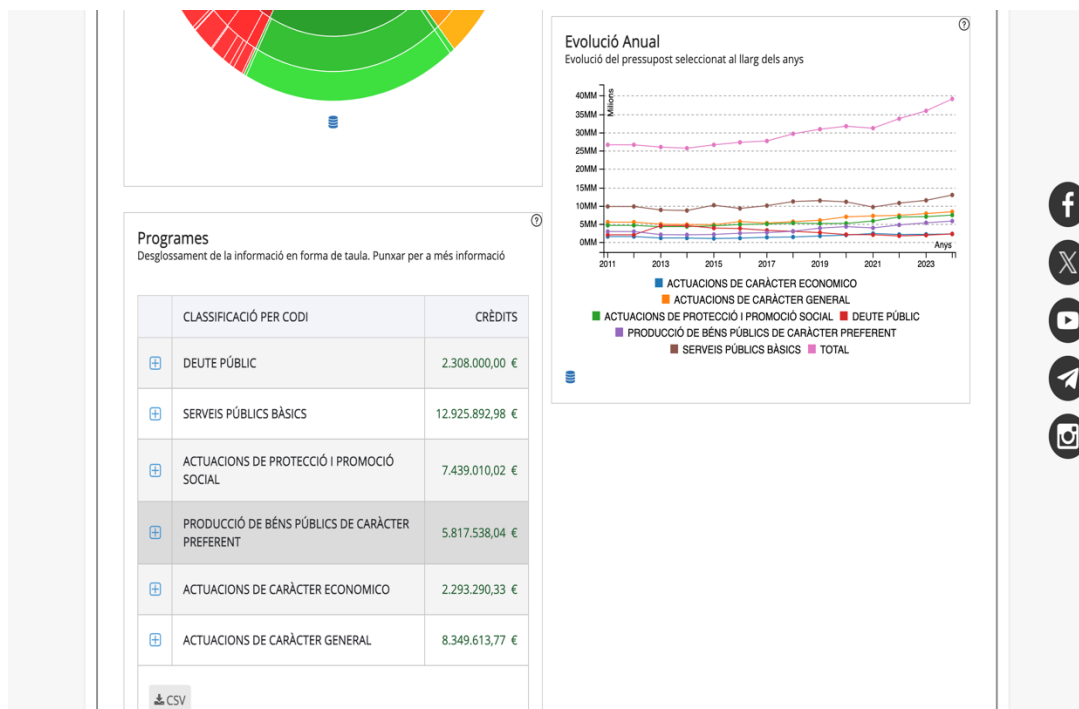 Evolució Anual
Evolució del pressupost seleccionat al llarg dels anys
Milions
40MM
35MM
30MM
25MM
20MM
15MM
10MM
5MM
0MM
Anys
2011 2013 2015 2017 2019 2021 2023
ACTUACIONS DE CARÀCTER ECONOMICO
ACTUACIONS DE CARÀCTER GENERAL
ACTUACIONS DE PROTECCIÓ I PROMOCIÓ SOCIAL DEUTE PÚBLIC
PRODUCCIÓ DE BÉNS PÚBLICS DE CARÀCTER PREFERENT
SERVEIS PÚBLICS BÀSICS TOTAL
Programes
Desglossament de la informació en forma de taula. Punxar per a més informació
CLASSIFICACIÓ PER CODI CRÈDITS
DEUTE PÚBLIC 2.308.000,00 €
SERVEIS PÚBLICS BÀSICS 12.925.892,98 €
ACTUACIONS DE PROTECCIÓ I PROMOCIÓ
SOCIAL 7.439.010,02 €
PRODUCCIÓ DE BÉNS PÚBLICS DE CARÀCTER
PREFERENT 5.817.538,04 €
ACTUACIONS DE CARÀCTER ECONOMICO 2.293.290,33 €
ACTUACIONS DE CARÀCTER GENERAL 8.349.613,77 €
CSV